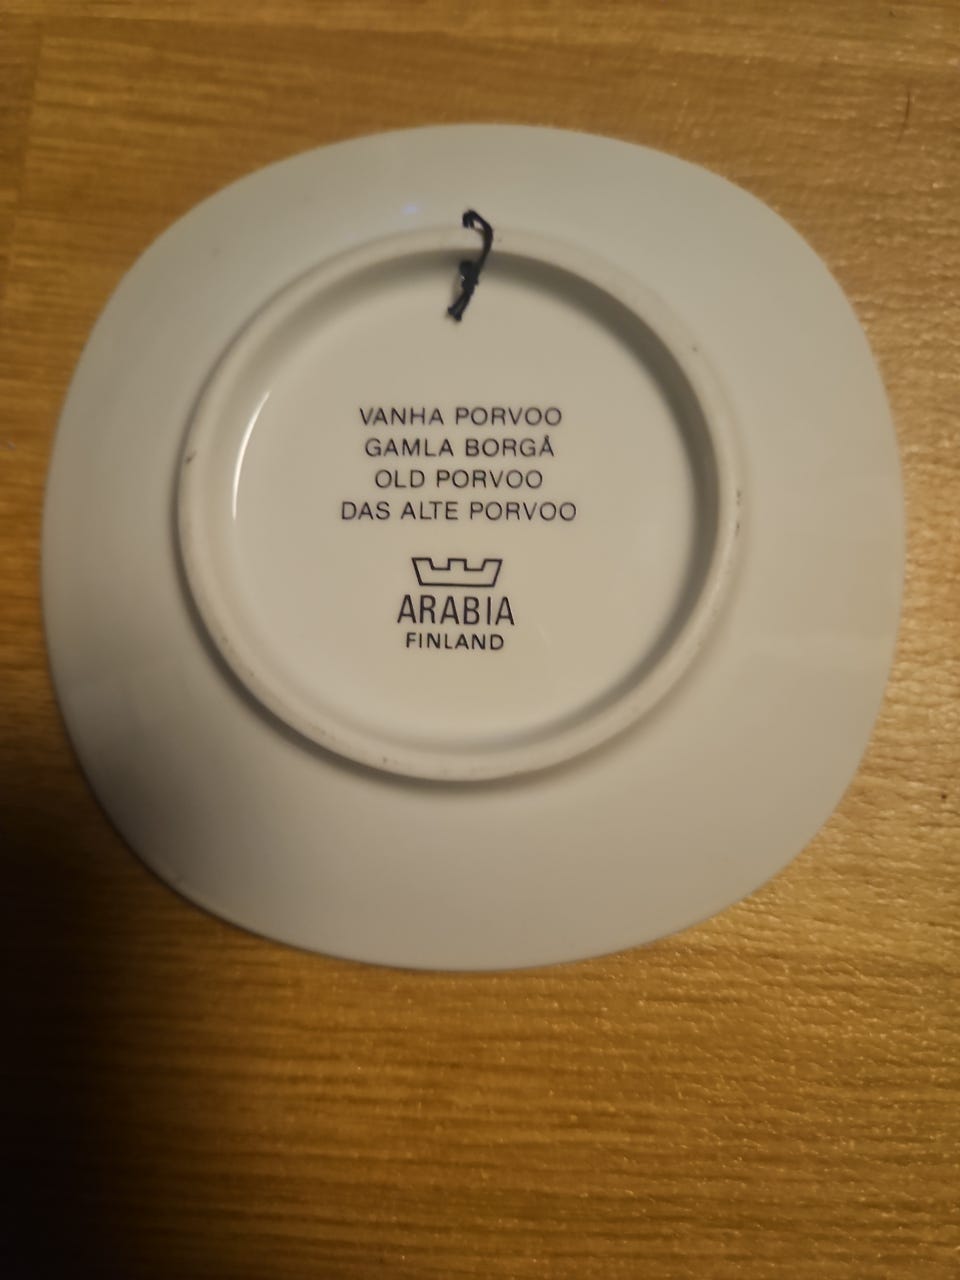 VANHA PORVOO
GAMLA BORGÅ
OLD PORVOO
DAS ALTE PORVOO
ARABIA
FINLAND